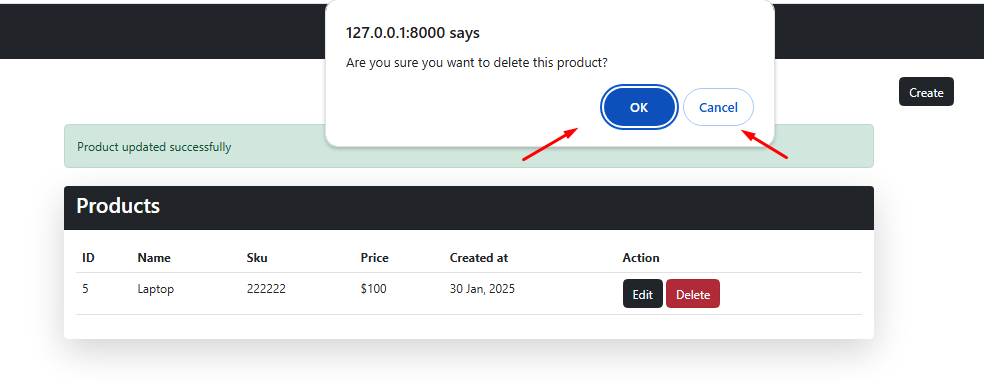 127.0.0.1:8000 says
Are you sure you want to delete this product?
OK Cancel
Create
Product updated successfully
Products
ID Name Sku Price Created at Action
5 Laptop 222222 $100 30 Jan, 2025 Edit Delete